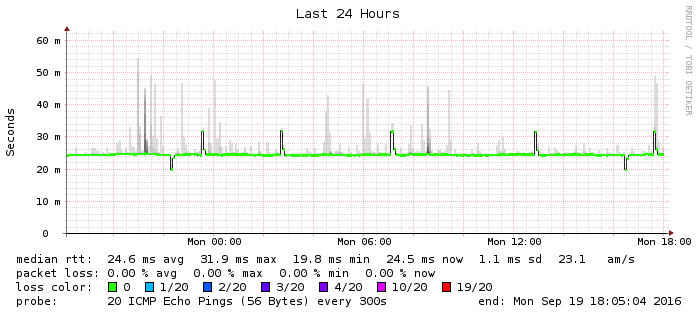 Last 24 Hours
RRDTOOL / TOBI OETIKER
Seconds
60 m
50 m
40 m
30 m
20 m
10 m
0
Mon 00:00 Mon 06:00 Mon 12:00 Mon 18:00
median rtt: 24.6 ms avg 31.9 ms max 19.8 ms min 24.5 ms now 1.1 ms sd 23.1 am/s
packet loss: 0.00 % avg 0.00 % max 0.00 % min 0.00 % now
loss color: 0 1/20 2/20 3/20 4/20 10/20 19/20
probe: 20 ICMP Echo Pings (56 Bytes) every 300s end: Mon Sep 19 18:05:04 2016